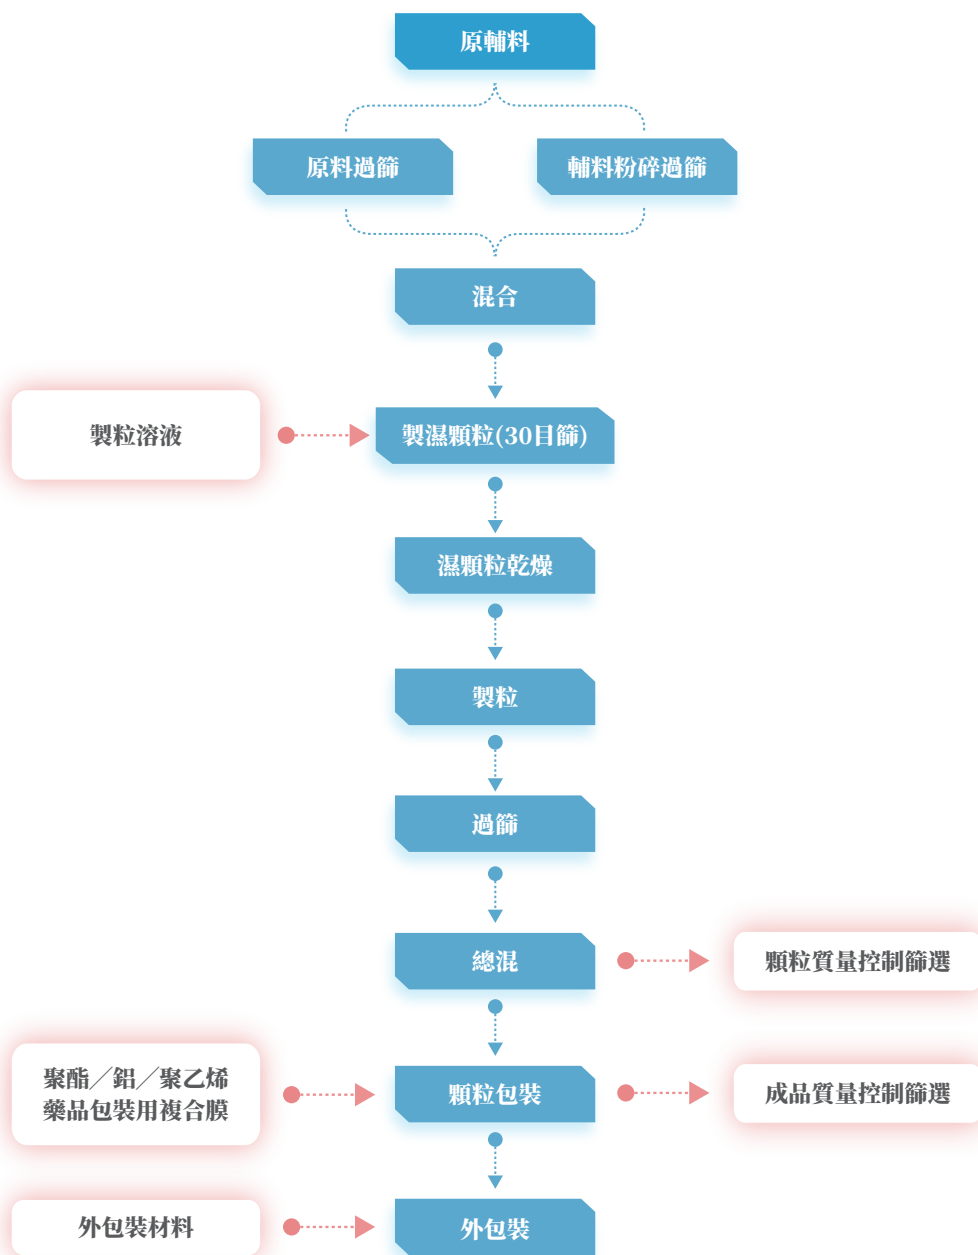 原輔料
原料過篩
輔料粉碎過篩
混合
製粒溶液
製濕顆粒(30目篩)
濕顆粒乾燥
製粒
過篩
總混
顆粒質量控制篩選
聚酯／鋁／聚乙烯
藥品包裝用複合膜
顆粒包裝
成品質量控制篩選
外包裝材料
外包裝